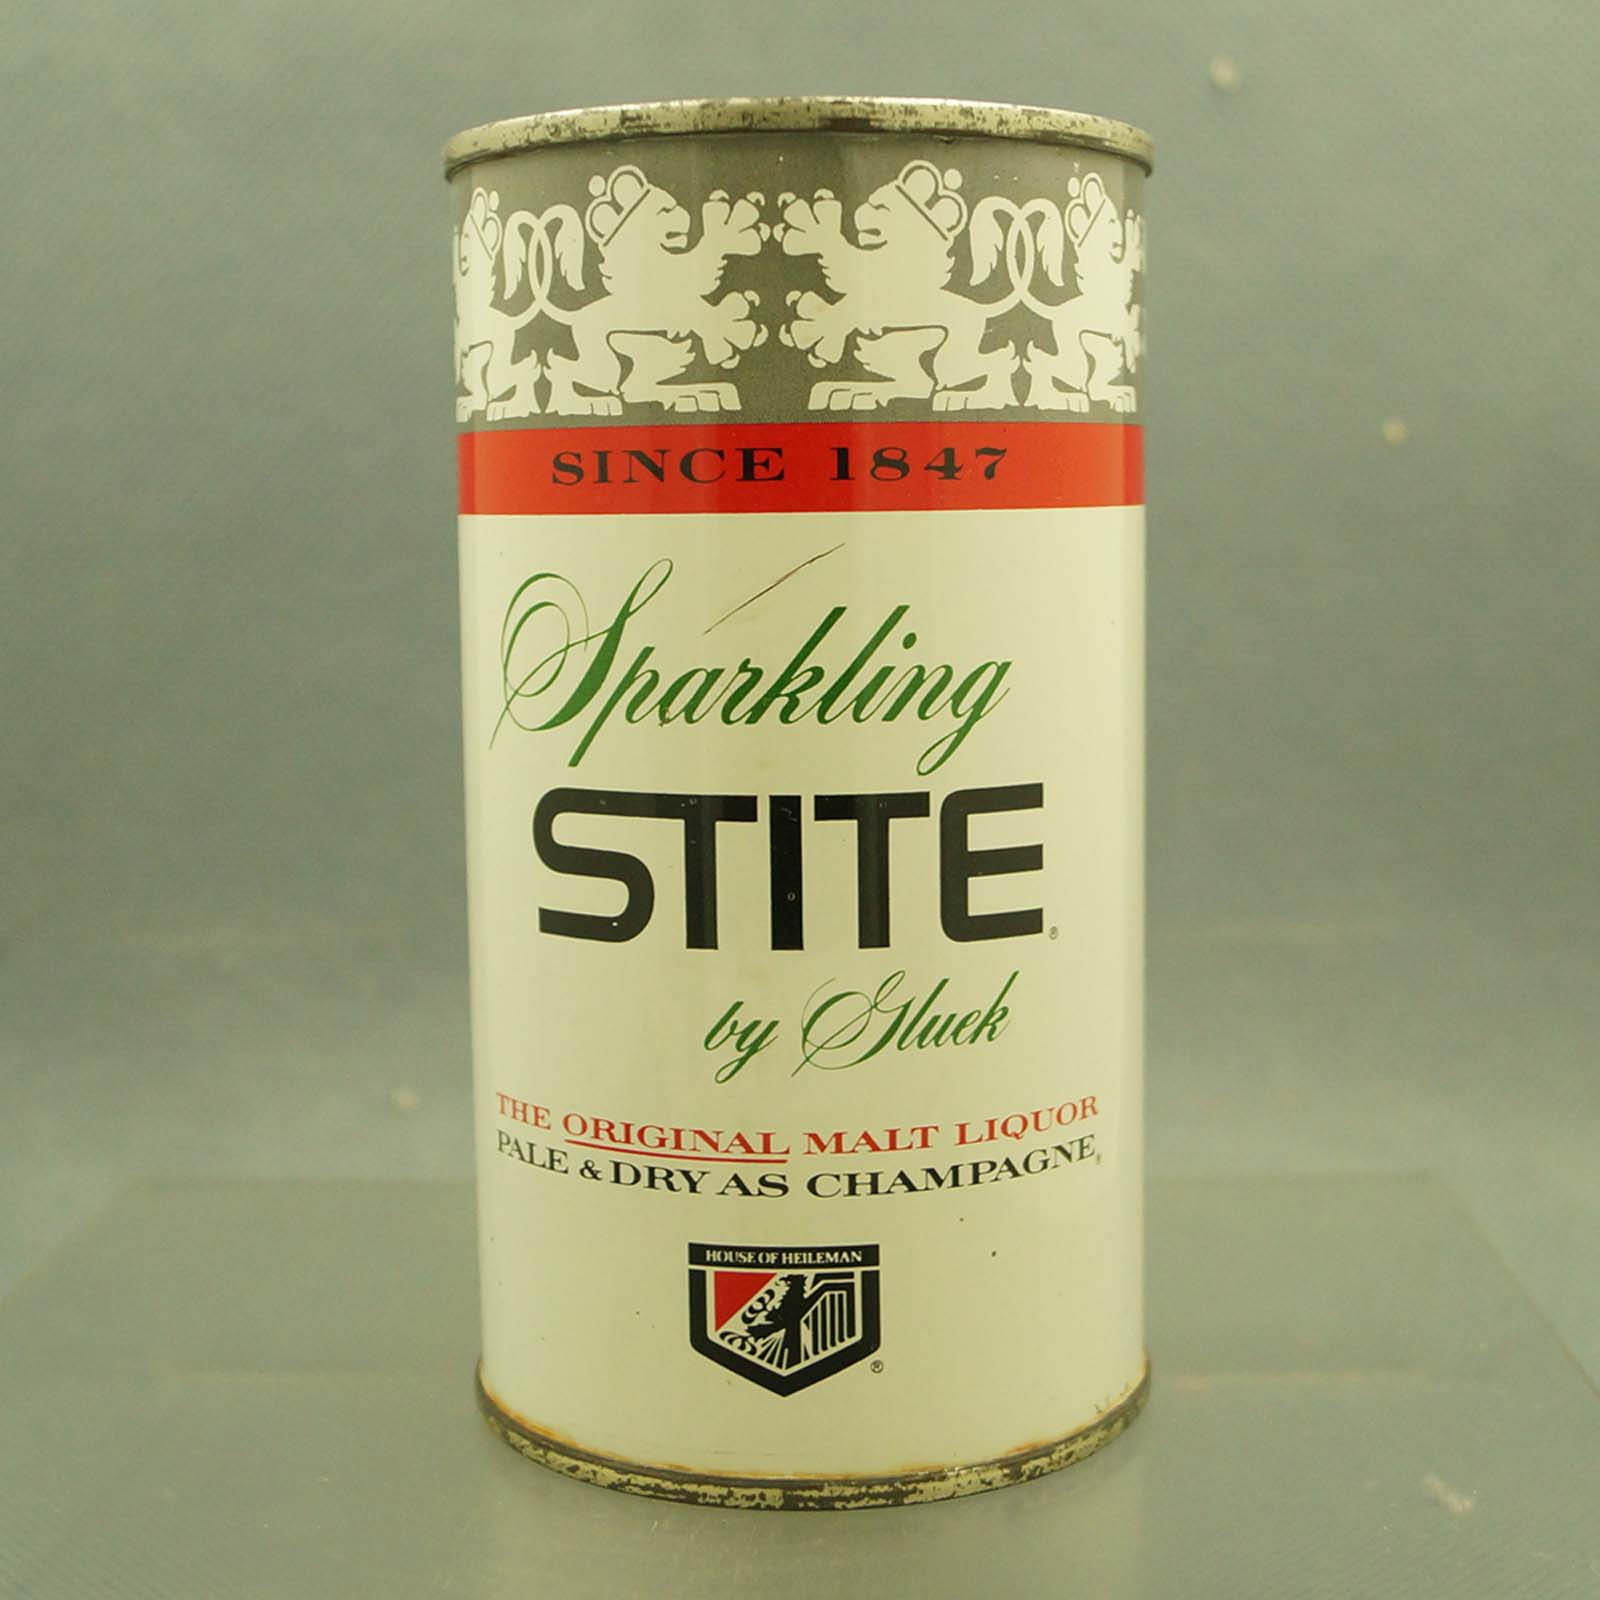 SINCE 1847
Sparkling
STITE®
by Gluek
THE ORIGINAL MALT LIQUOR
PALE & DRY AS CHAMPAGNE
HOUSE OF HEILEMAN
®